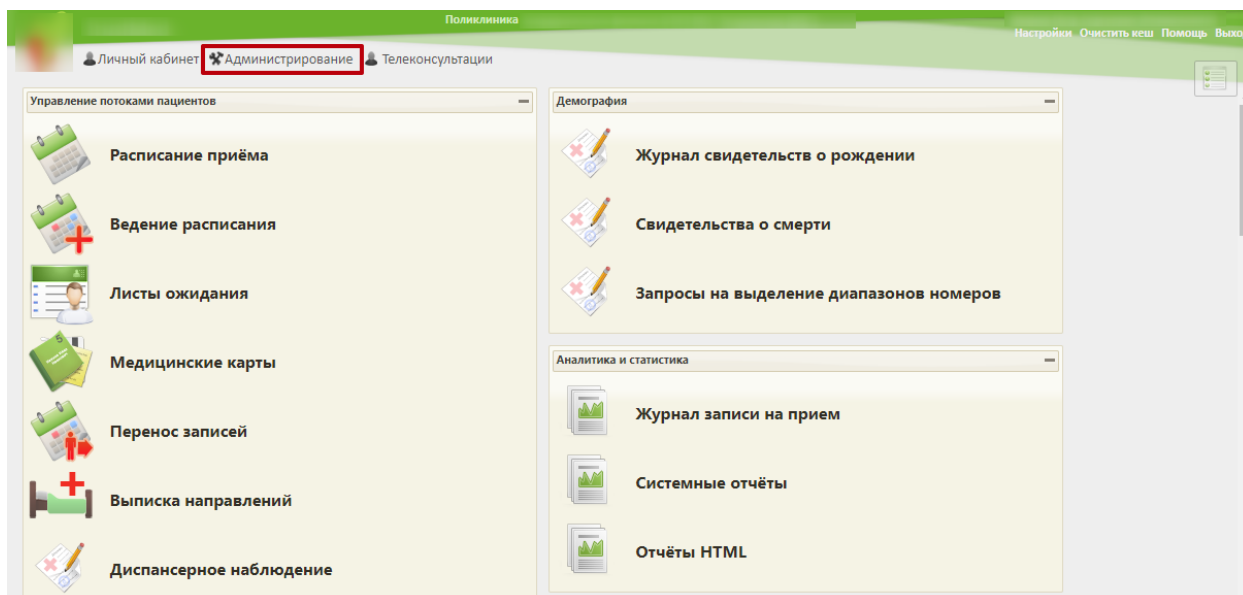 Поликлиника
Настройки Очистить кеш Помощь Выхо
Личный кабинет Администрирование Телеконсультации
Управление потоками пациентов
Расписание приёма
Ведение расписания
Листы ожидания
5
Медицинские карты
Перенос записей
Выписка направлений
Диспансерное наблюдение
Демография
Журнал свидетельств о рождении
Свидетельства о смерти
Запросы на выделение диапазонов номеров
Аналитика и статистика
Журнал записи на прием
Системные отчёты
Отчёты HTML